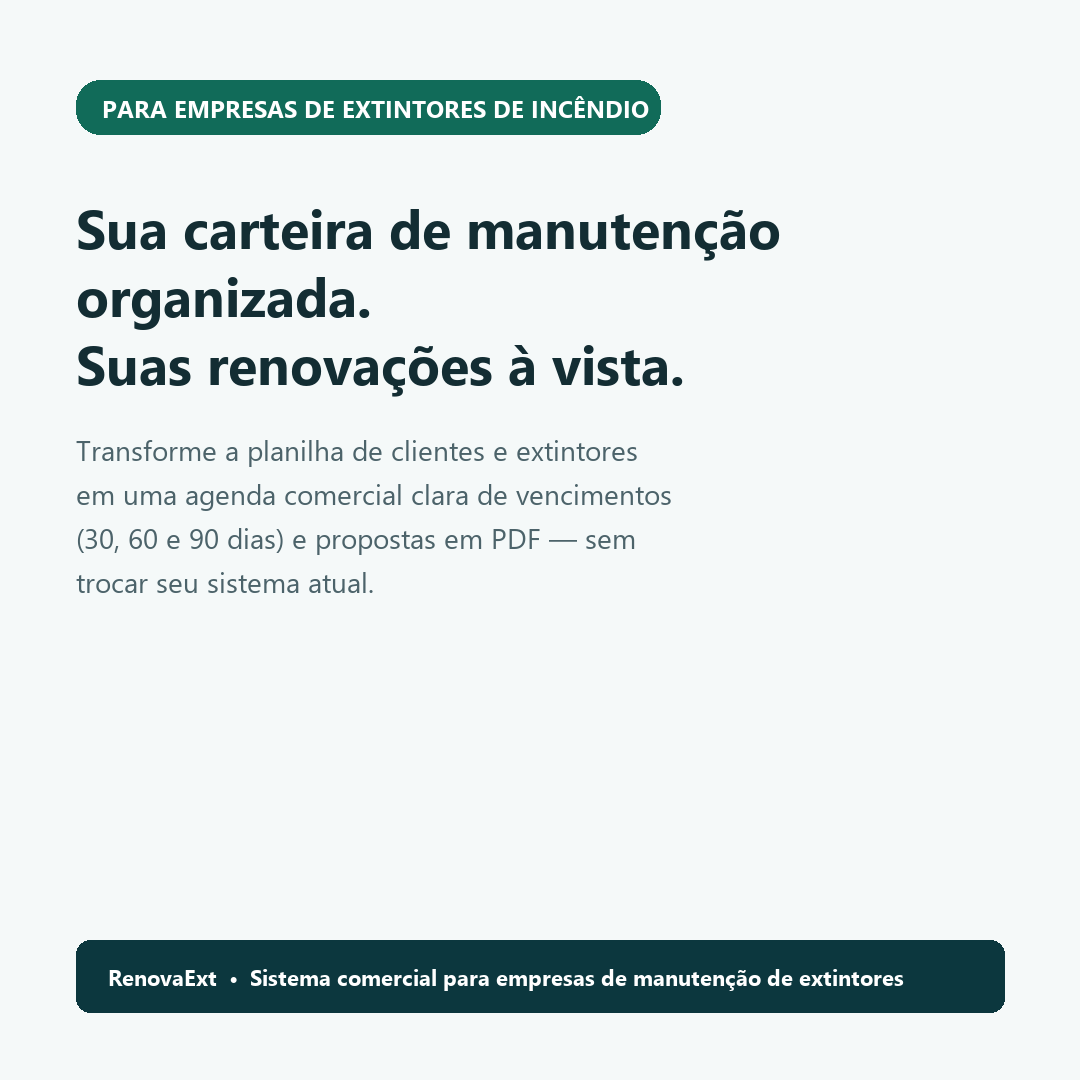 PARA EMPRESAS DE EXTINTORES DE INCÊNDIO
Sua carteira de manutenção
organizada.
Suas renovações à vista.
Transforme a planilha de clientes e extintores
em uma agenda comercial clara de vencimentos
(30, 60 e 90 dias) e propostas em PDF — sem
trocar seu sistema atual.
RenovaExt • Sistema comercial para empresas de manutenção de extintores